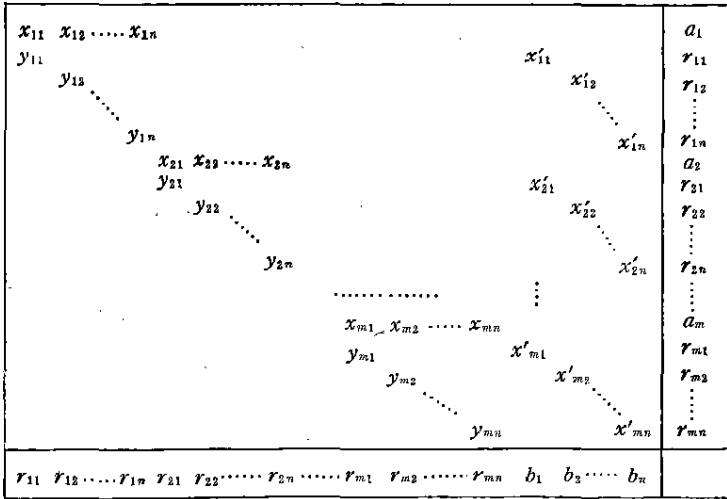 x₁₁ x₁₂ ····· x₁ₙ a₁
y₁₁ x′₁₁ r₁₁
y₁₂ x′₁₂ r₁₂
y₁ₙ x′₁ₙ r₁ₙ
x₂₁ x₂₂ ····· x₂ₙ a₂
y₂₁ x′₂₁ r₂₁
y₂₂ x′₂₂ r₂₂
y₂ₙ x′₂ₙ r₂ₙ
xₘ₁ xₘ₂ ····· xₘₙ aₘ
yₘ₁ x′ₘ₁ rₘ₁
yₘ₂ x′ₘ₂ rₘ₂
yₘₙ x′ₘₙ rₘₙ
r₁₁ r₁₂ ····· r₁ₙ r₂₁ r₂₂ ····· r₂ₙ ····· rₘ₁ rₘ₂ ····· rₘₙ b₁ b₂ ····· bₙ